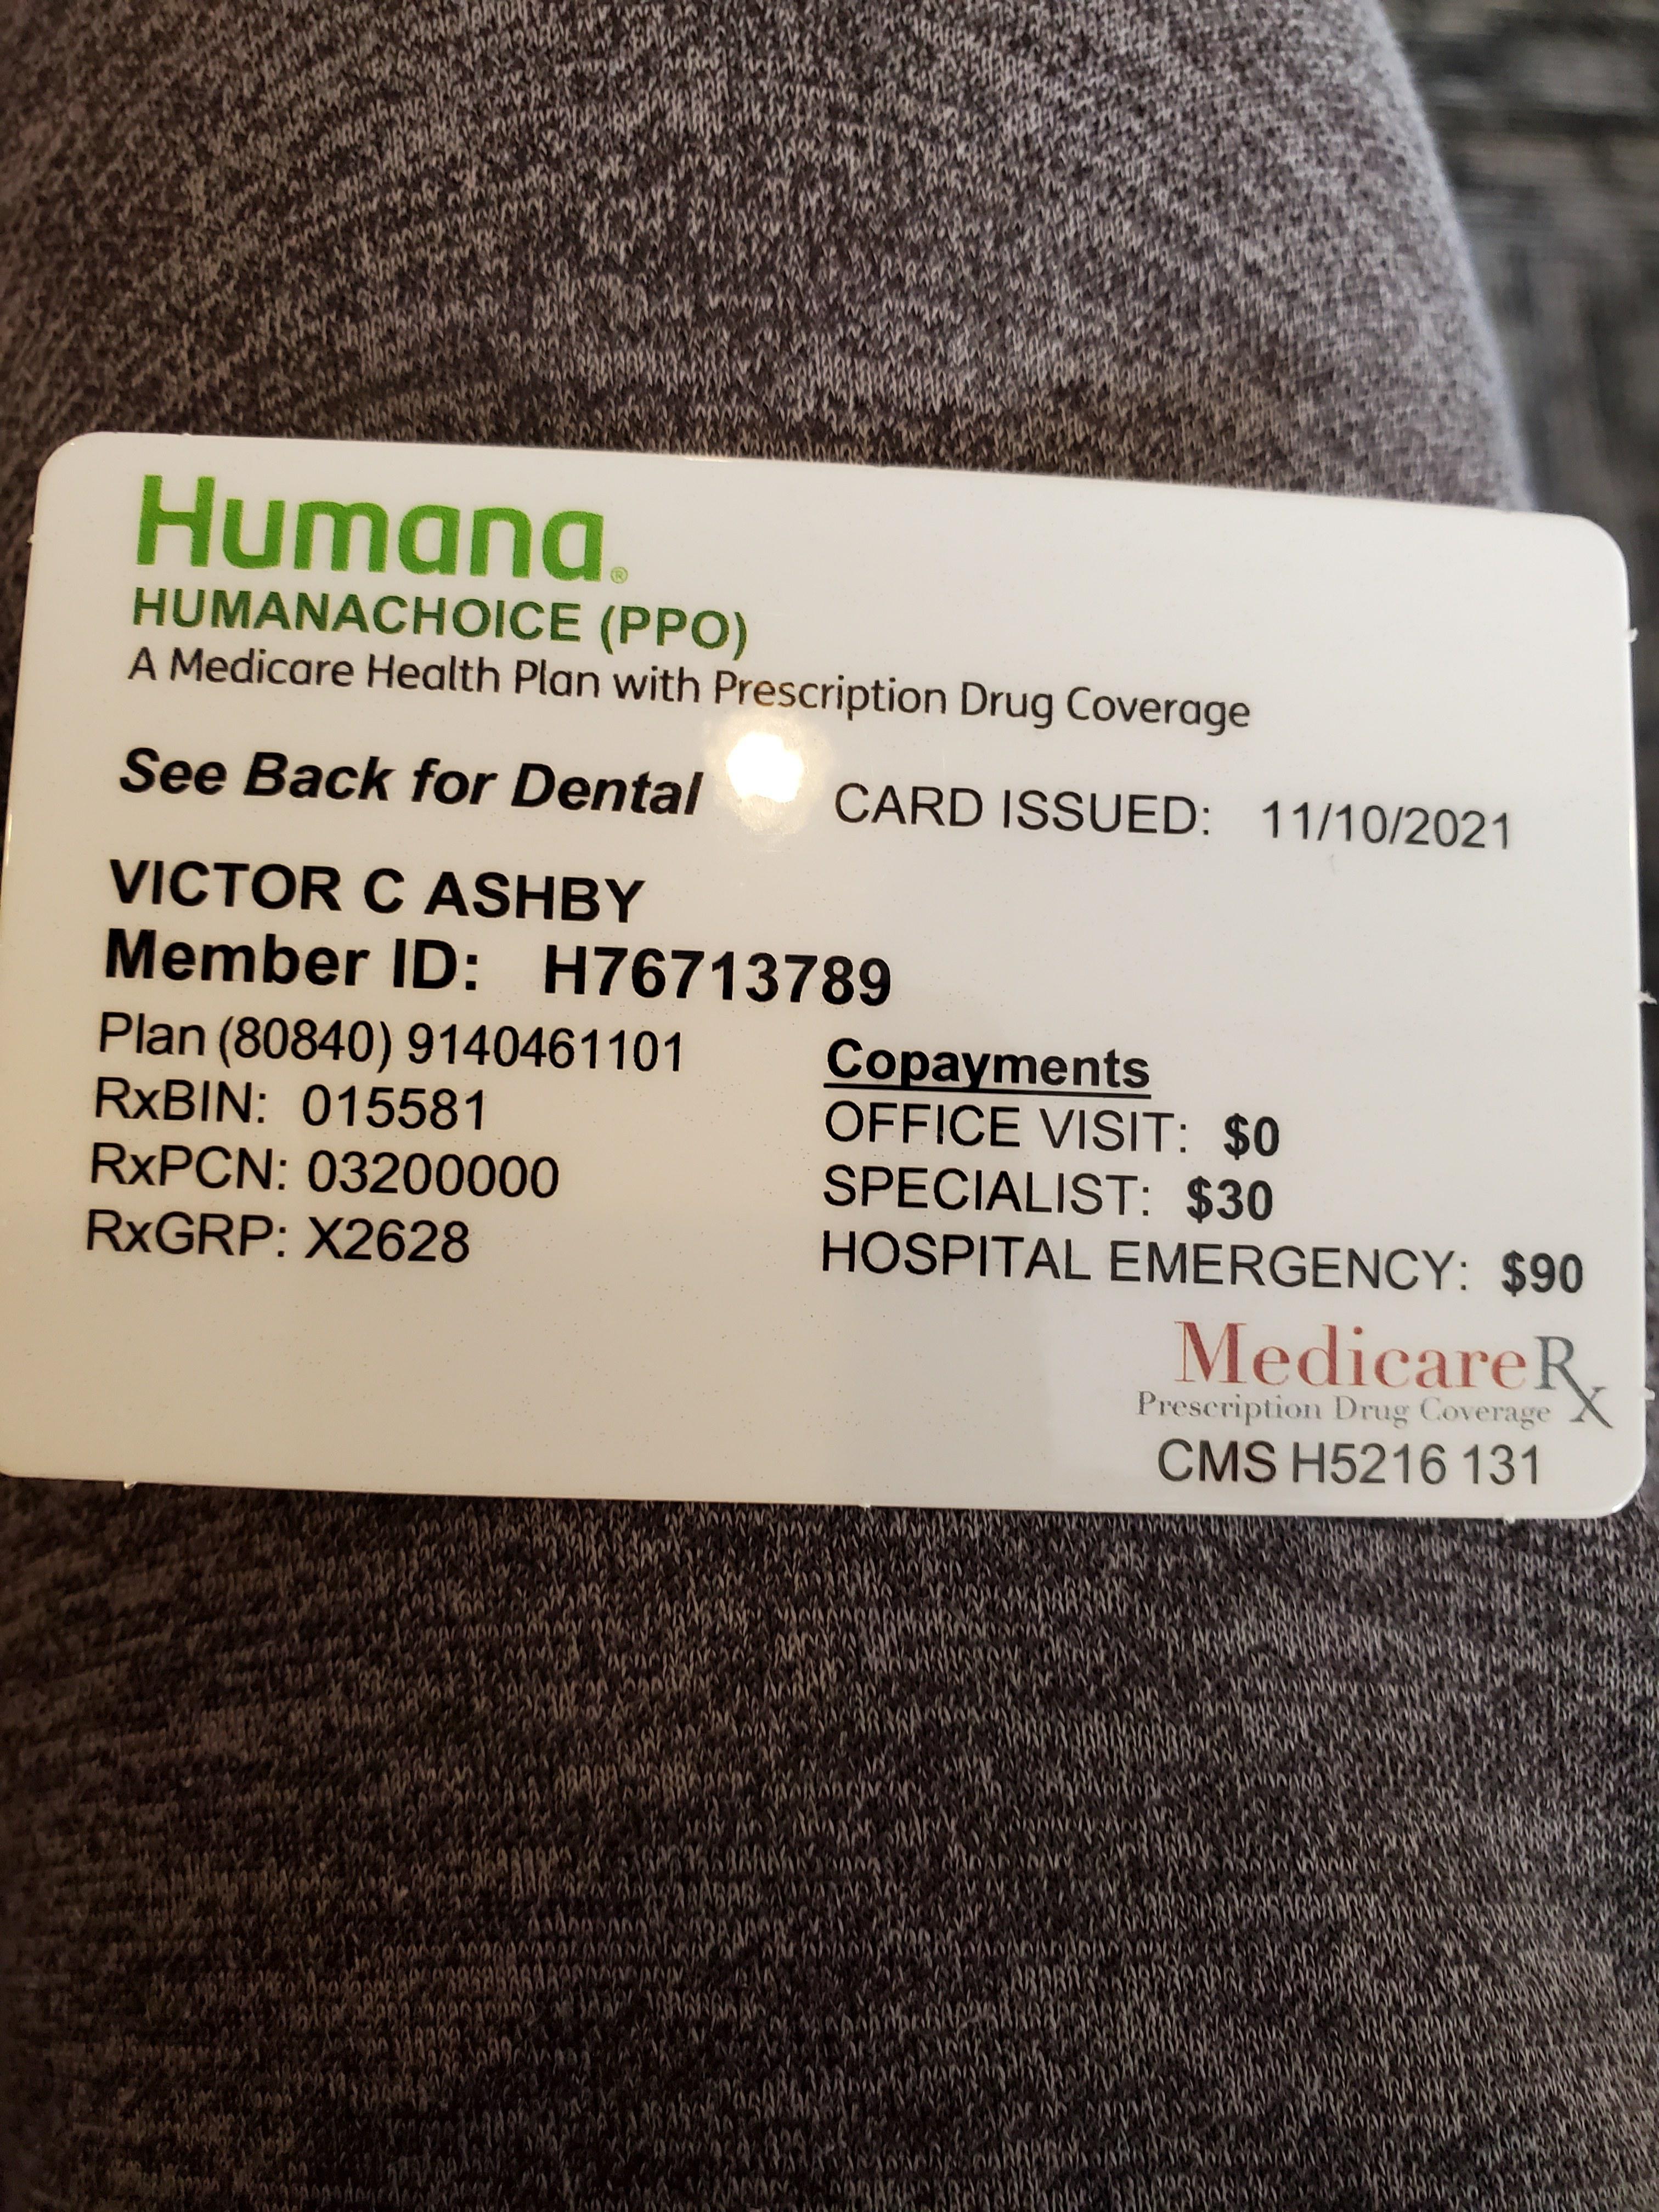 Humana®
HUMANACHOICE (PPO)
A Medicare Health Plan with Prescription Drug Coverage
See Back for Dental CARD ISSUED: 11/10/2021
VICTOR C ASHBY
Member ID: H76713789
Plan (80840) 9140461101
RxBIN: 015581
RxPCN: 03200000
RxGRP: X2628
Copayments
OFFICE VISIT: $0
SPECIALIST: $30
HOSPITAL EMERGENCY: $90
MedicareRx
Prescription Drug Coverage
CMS H5216 131